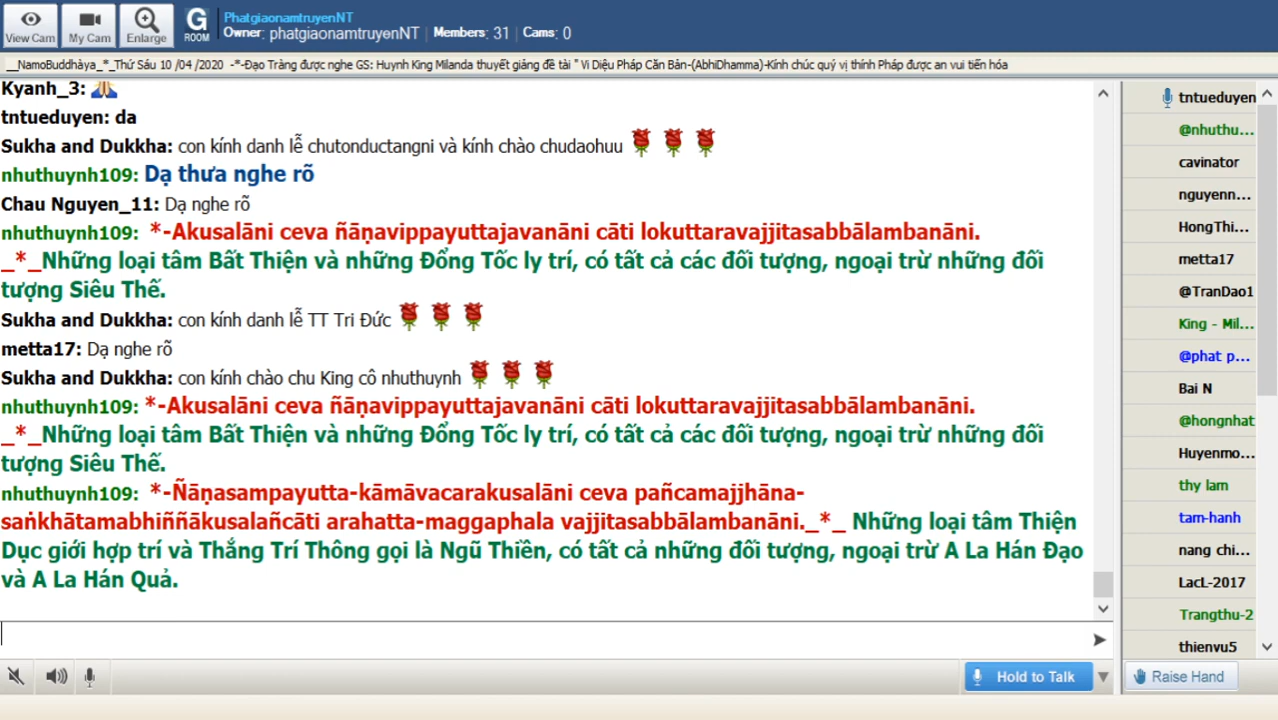 View Cam
My Cam
Enlarge
G
ROOM
PhatgiaonamtruyenNT
Owner: phatgiaonamtruyenNT | Members: 31 | Cams: 0
__NamoBuddhàya_*_Thứ Sáu 10 /04 /2020 -*-Đạo Tràng được nghe GS: Huynh King Milanda thuyết giảng đề tài " Vi Diệu Pháp Căn Bản-(AbhiDhamma)-Kính chúc quý vị thính Pháp được an vui tiến hóa
Kyanh_3:
tntueduyen: da
Sukha and Dukkha: con kính danh lễ chutonductangni và kính chào chudaohuu
nhuthuynh109: Dạ thưa nghe rõ
Chau Nguyen_11: Dạ nghe rõ
nhuthuynh109: *-Akusalāni ceva ñāṇavippayuttajavanāni cāti lokuttaravajjitasabbālambanāni.
_*_Những loại tâm Bất Thiện và những Đổng Tốc ly trí, có tất cả các đối tượng, ngoại trừ những đối
tượng Siêu Thế.
Sukha and Dukkha: con kính danh lễ TT Tri Đức
metta17: Dạ nghe rõ
Sukha and Dukkha: con kính chào chu King cô nhuthuynh
nhuthuynh109: *-Akusalāni ceva ñāṇavippayuttajavanāni cāti lokuttaravajjitasabbālambanāni.
_*_Những loại tâm Bất Thiện và những Đổng Tốc ly trí, có tất cả các đối tượng, ngoại trừ những đối
tượng Siêu Thế.
nhuthuynh109: *-Ñāṇasampayutta-kāmāvacarakusalāni ceva pañcamajjhāna-
saṅkhātamabhiññākusalañcāti arahatta-maggaphala vajjitasabbālambanāni._*_ Những loại tâm Thiện
Dục giới hợp trí và Thắng Trí Thông gọi là Ngũ Thiền, có tất cả những đối tượng, ngoại trừ A La Hán Đạo
và A La Hán Quả.
tntueduyen
@nhuthu...
cavinator
nguyenn...
HongThi...
metta17
@TranDao1
King - Mil...
@phat p...
Bai N
@hongnhat
Huyenmo...
thy lam
tam-hanh
nang chi...
LacL-2017
Trangthu-2
thienvu5
Hold to Talk
Raise Hand